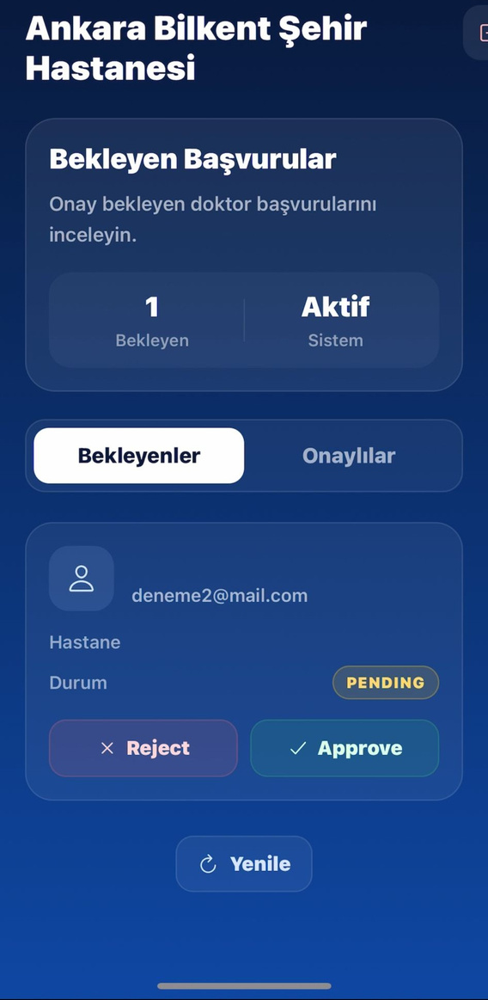 Ankara Bilkent Şehir
Hastanesi
Bekleyen Başvurular
Onay bekleyen doktor başvurularını
inceleyin.
1
Bekleyen
Aktif
Sistem
Bekleyenler
Onaylılar
deneme2@mail.com
Hastane
Durum
PENDING
Reject
Approve
Yenile